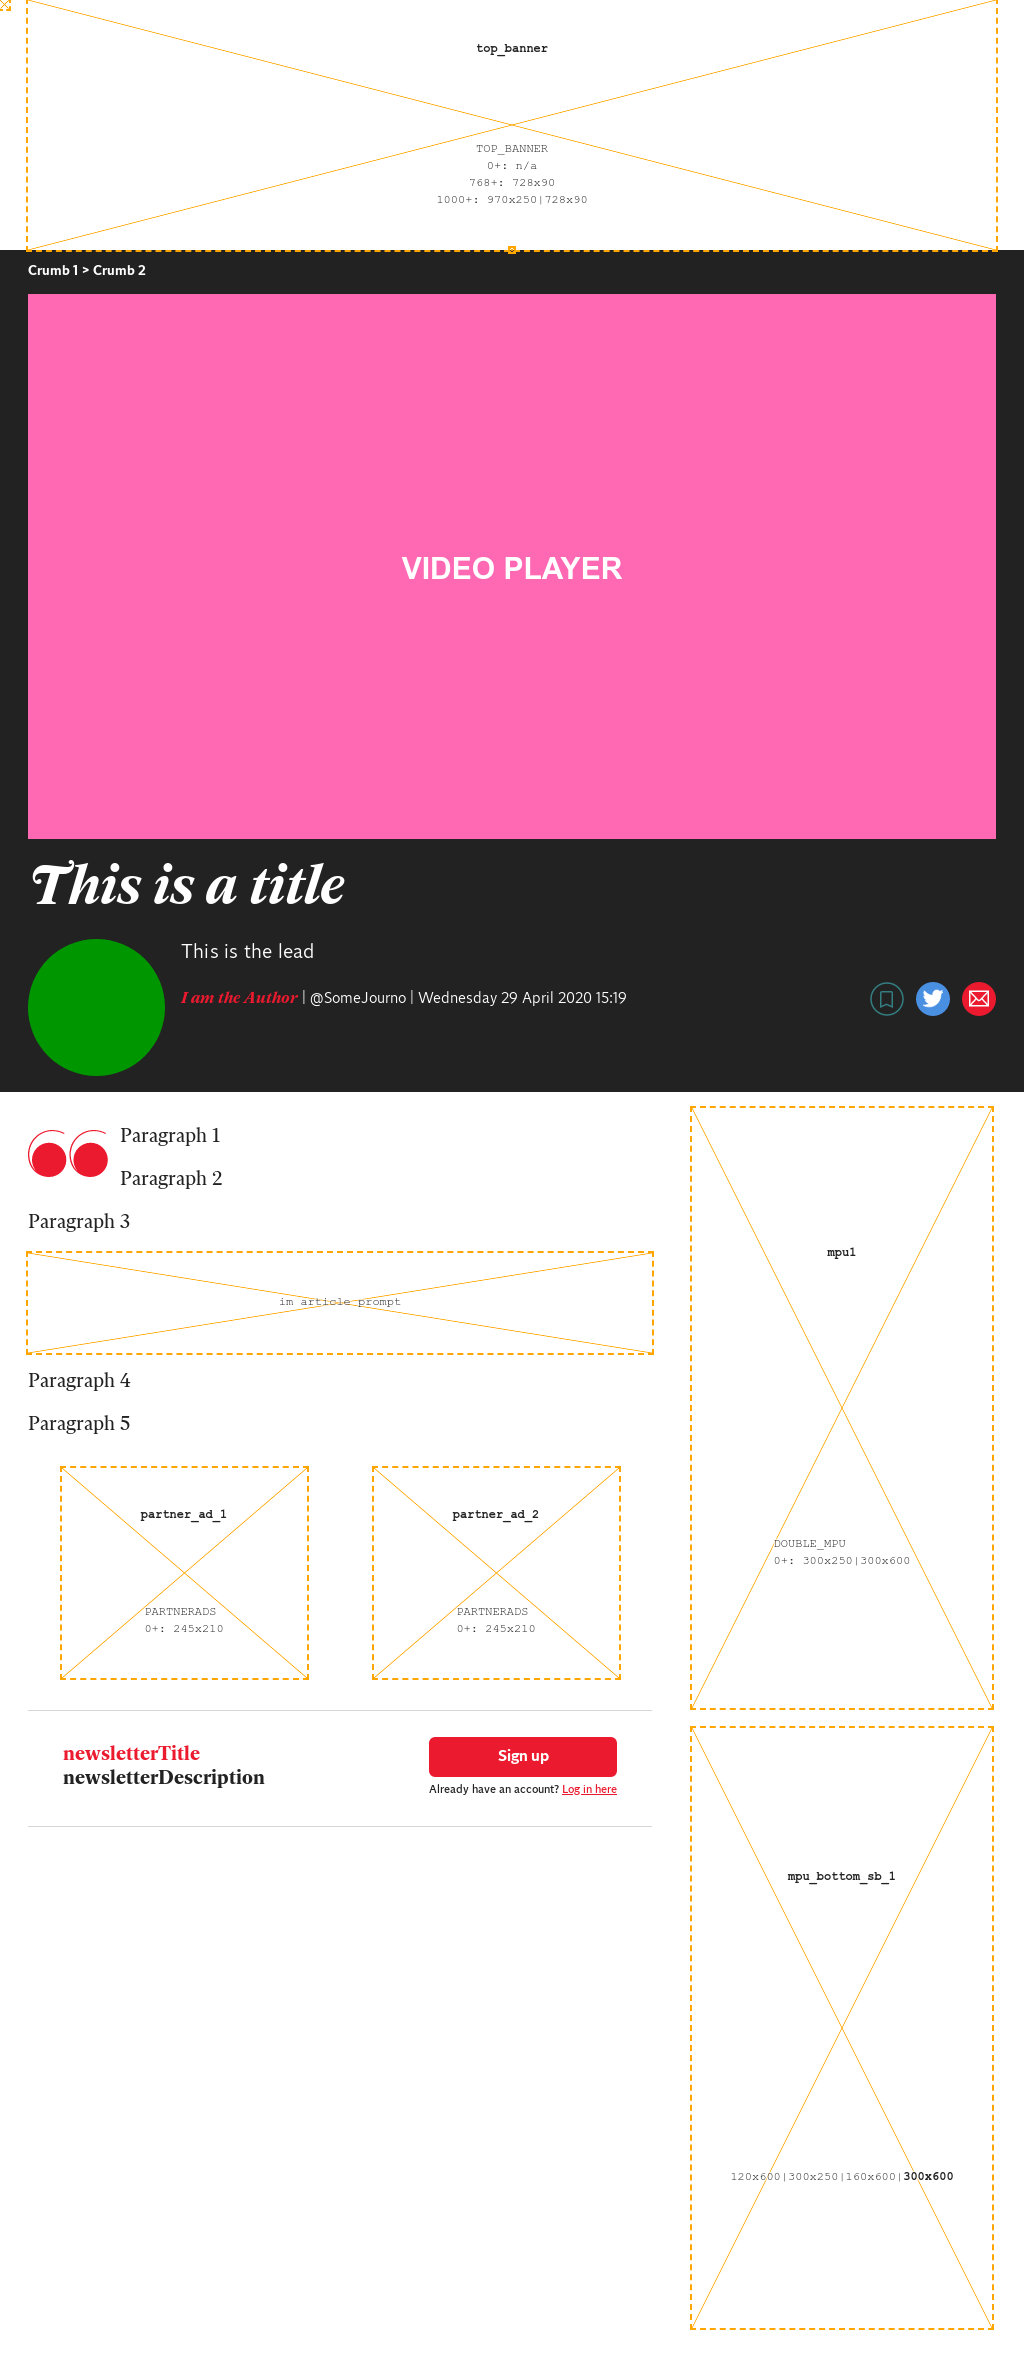 top_banner
TOP_BANNER
0+: n/a
768+: 728x90
1000+: 970x250|728x90
Crumb 1 > Crumb 2
VIDEO PLAYER
This is a title
This is the lead
I am the Author | @SomeJourno | Wednesday 29 April 2020 15:19
Paragraph 1
Paragraph 2
Paragraph 3
im article prompt
Paragraph 4
Paragraph 5
partner_ad_1
PARTNERADS
0+: 245x210
partner_ad_2
PARTNERADS
0+: 245x210
newsletterTitle
newsletterDescription
Sign up
Already have an account? Log in here
mpu1
DOUBLE_MPU
0+: 300x250|300x600
mpu_bottom_sb_1
120x600|300x250|160x600|300x600